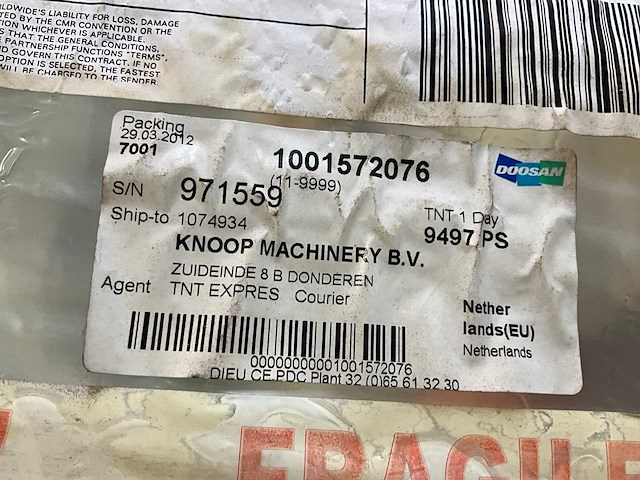 RLDWIDE'S LIABILITY FOR LOSS, DAMAGE
BY THE CMR CONVENTION OR THE
TION WHICHEVER IS APPLICABLE.
S THAT THE GENERAL CONDITIONS,
PARTNERSHIP FUNCTIONS "TERMS",
D GOVERN THIS CONTRACT. IF NO
OPTION IS SELECTED, THE FASTEST
WILL BE CHARGED TO THE SENDER.
Packing
29.03.2012
7001
1001572076
(11-9999)
DOOSAN
S/N 971559
TNT 1 Day
Ship-to 1074934
9497 PS
KNOOP MACHINERY B.V.
ZUIDEINDE 8 B DONDEREN
Agent TNT EXPRES Courier
Nether
lands(EU)
Netherlands
00000000001001572076
DIEU CE.PDC Plant 32 (0)65 61 32 30
FRAGILE